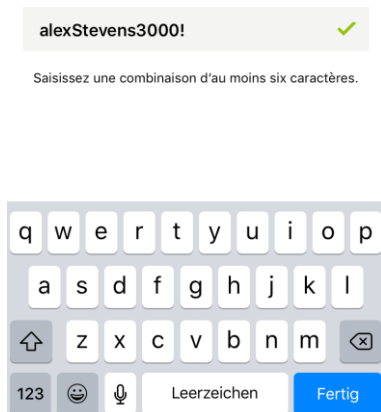 alexStevens3000!
Saisissez une combinaison d'au moins six caractères.
q w e r t y u i o p
a s d f g h j k l
z x c v b n m
123 Leerzeichen Fertig